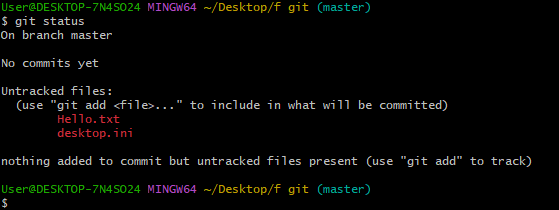 User@DESKTOP-7N4SO24 MINGW64 ~/Desktop/f git (master)
$ git status
On branch master
No commits yet
Untracked files:
(use "git add <file>..." to include in what will be committed)
Hello.txt
desktop.ini
nothing added to commit but untracked files present (use "git add" to track)
User@DESKTOP-7N4SO24 MINGW64 ~/Desktop/f git (master)
$